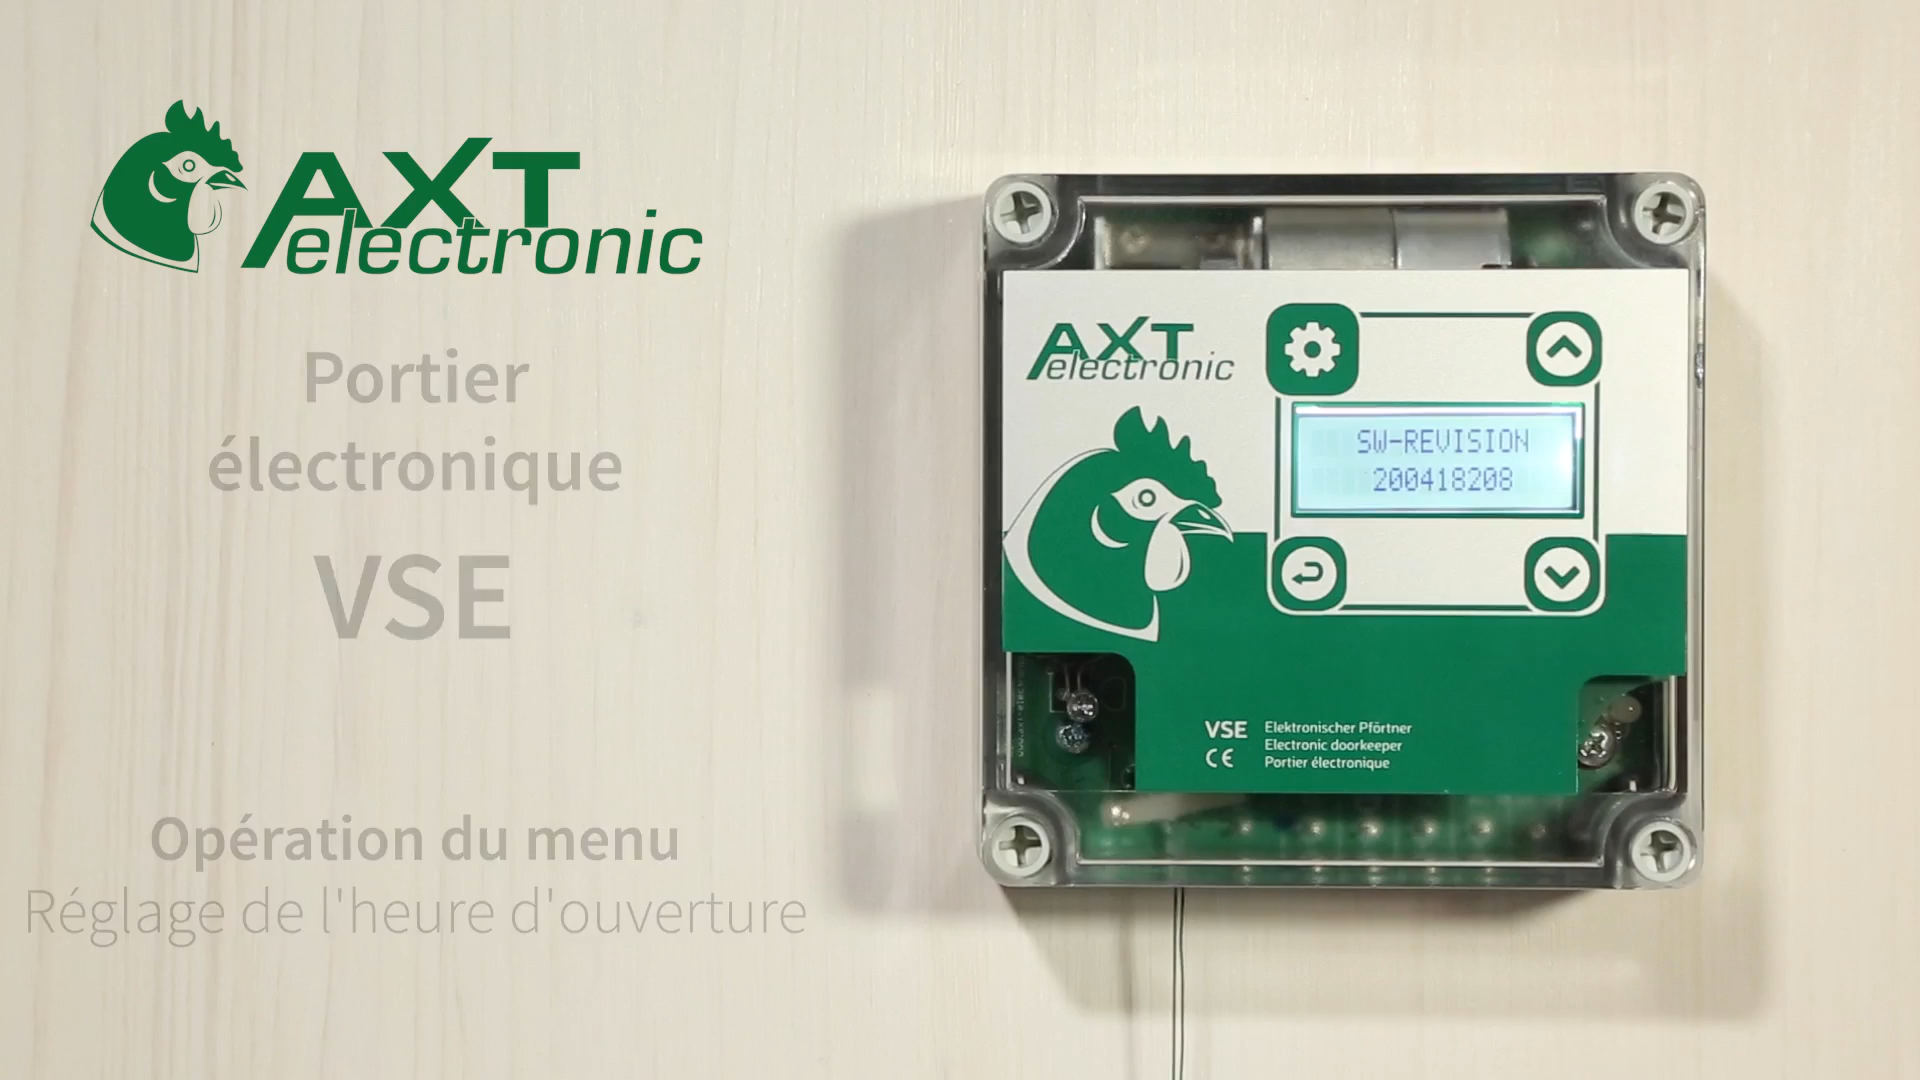 AXT
electronic
Portier
électronique
VSE
Opération du menu
Réglage de l'heure d'ouverture
AXT
electronic
SW-REVISION
200418208
VSE Elektronischer Pförtner
Electronic doorkeeper
CE Portier électronique